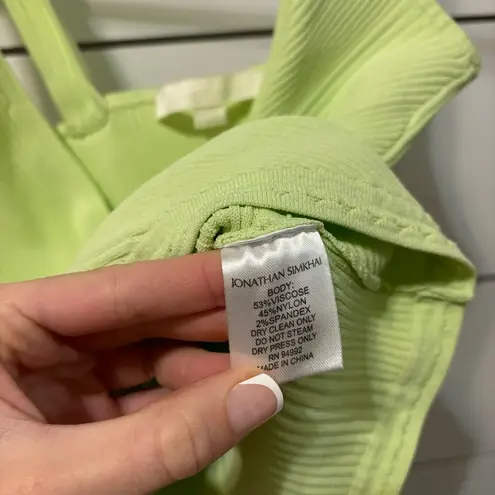 JONATHAN SIMKHAI
BODY:
53%VISCOSE
45%NYLON
2%SPANDEX
DRY CLEAN ONLY
DO NOT STEAM
DRY PRESS ONLY
RN 94992
MADE IN CHINA